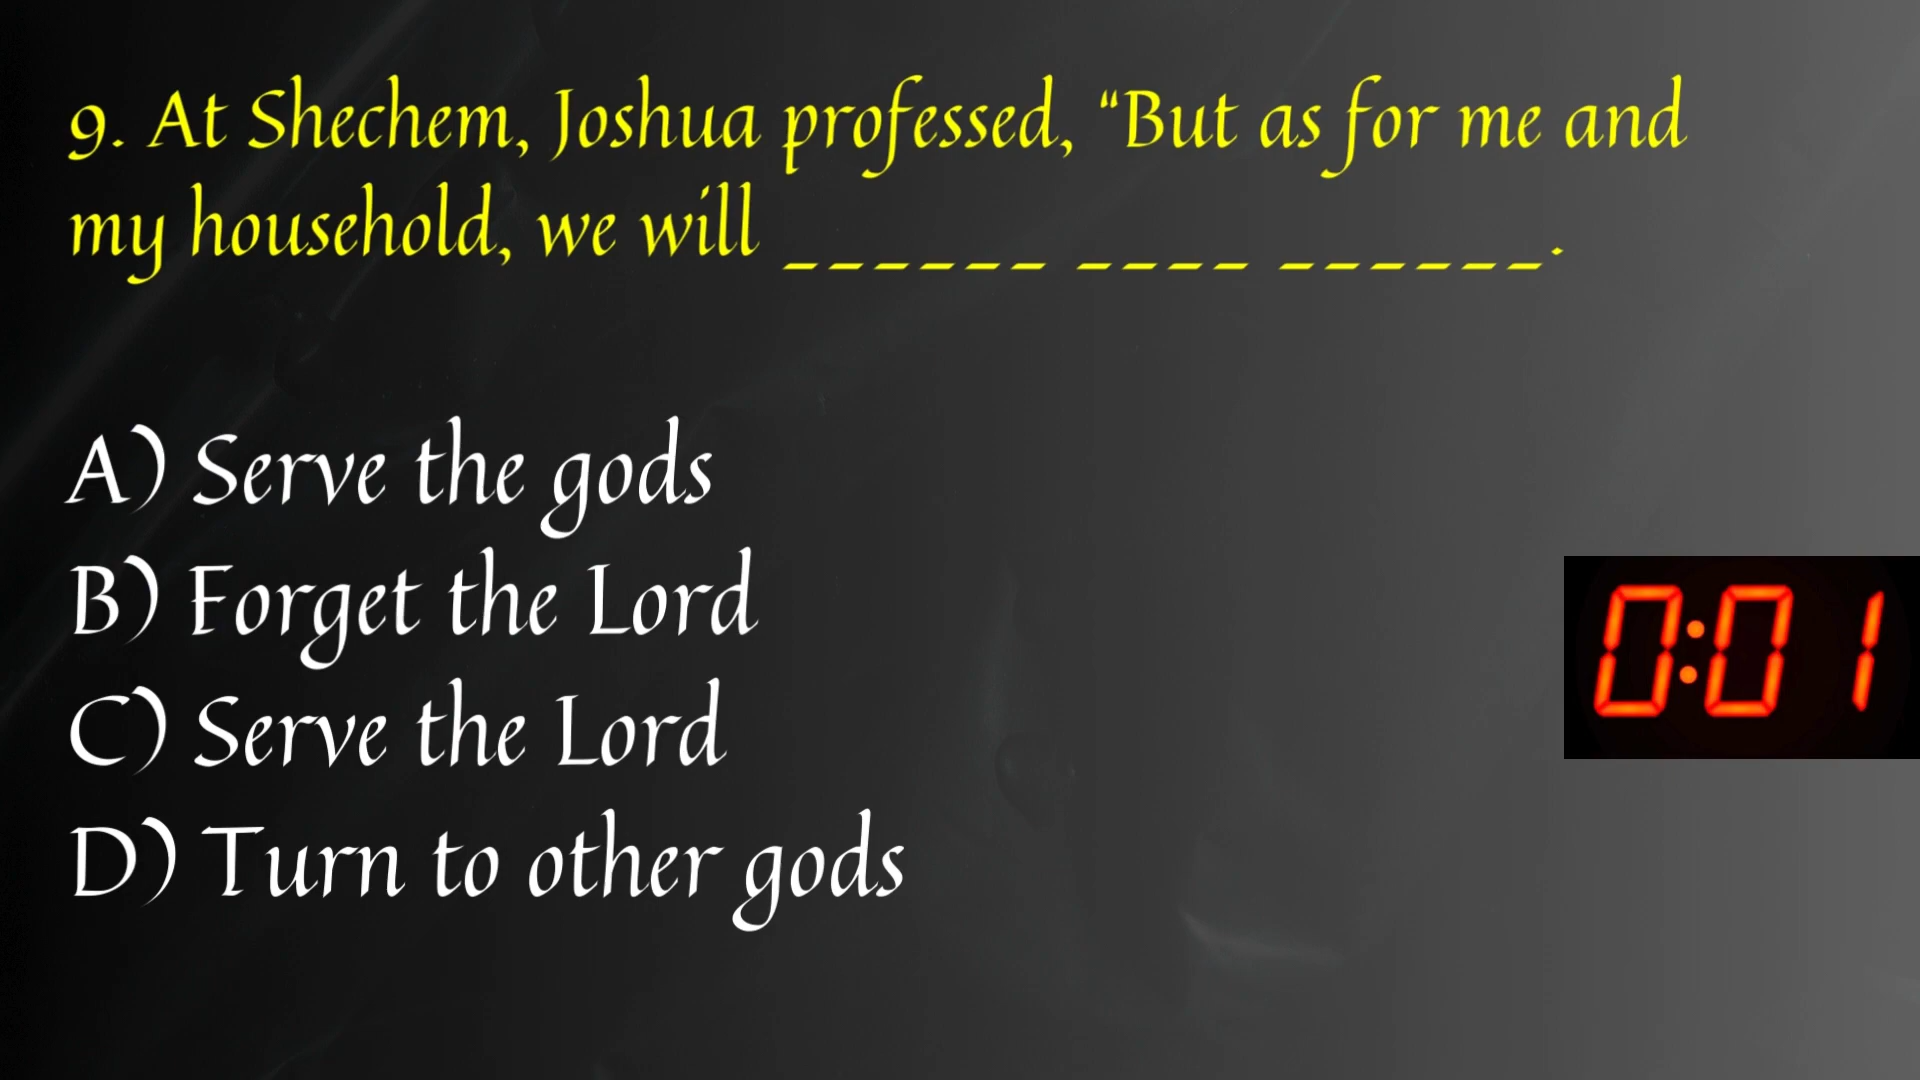 9. At Shechem, Joshua professed, “But as for me and
my household, we will ______ ____ ______.
A) Serve the gods
B) Forget the Lord
C) Serve the Lord
D) Turn to other gods
0:01